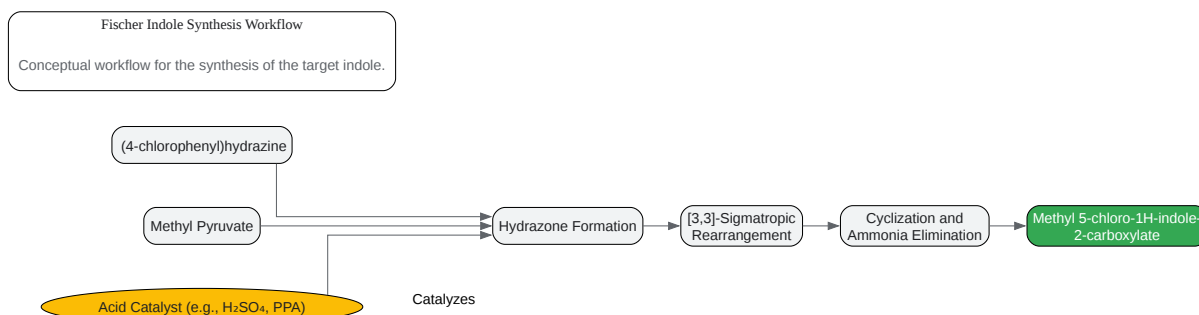 Fischer Indole Synthesis Workflow
Conceptual workflow for the synthesis of the target indole.
(4-chlorophenyl)hydrazine
Methyl Pyruvate
Hydrazone Formation
[3,3]-Sigmatropic
Rearrangement
Cyclization and
Ammonia Elimination
Methyl 5-chloro-1H-indole-
2-carboxylate
Acid Catalyst (e.g., H₂SO₄, PPA)
Catalyzes